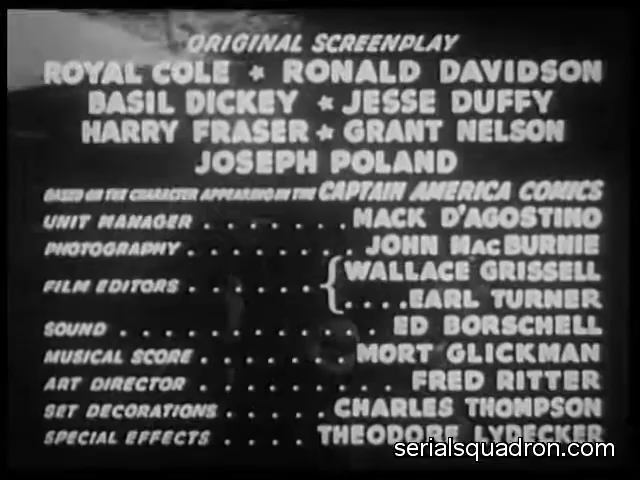 ORIGINAL SCREENPLAY
ROYAL COLE ★ RONALD DAVIDSON
BASIL DICKEY ★ JESSE DUFFY
HARRY FRASER ★ GRANT NELSON
JOSEPH POLAND
BASED ON THE CHARACTER APPEARING IN THE CAPTAIN AMERICA COMICS
UNIT MANAGER . . . . . . . MACK D'AGOSTINO
PHOTOGRAPHY . . . . . . . . JOHN MacBURNIE
FILM EDITORS . . . . . . { WALLACE GRISSELL
. . . . EARL TURNER
SOUND . . . . . . . . . . . . . ED BORSCHELL
MUSICAL SCORE . . . . . . . MORT GLICKMAN
ART DIRECTOR . . . . . . . . . FRED RITTER
SET DECORATIONS . . . . . CHARLES THOMPSON
SPECIAL EFFECTS . . . . THEODORE LYDECKER
serialsquadron.com